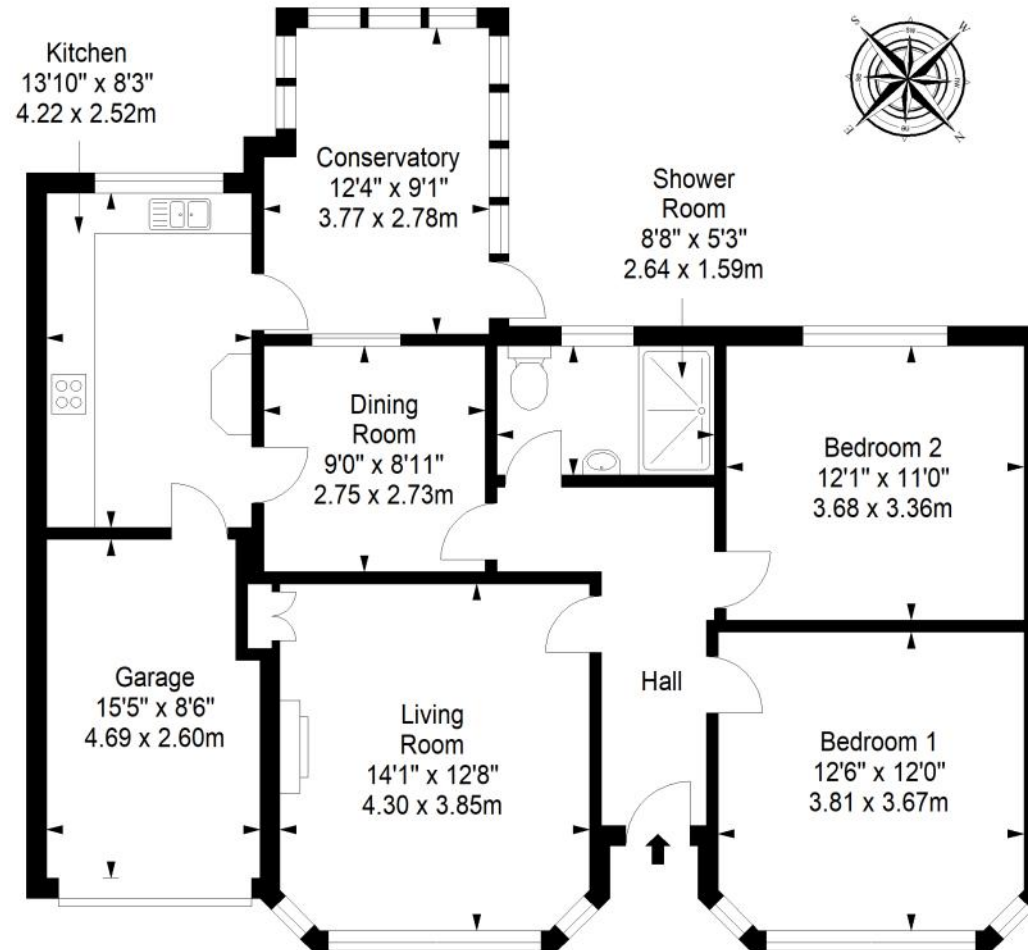 Kitchen
13'10" x 8'3"
4.22 x 2.52m
S
W
sw
se
nw
ne
E
N
Conservatory
12'4" x 9'1"
3.77 x 2.78m
Shower
Room
8'8" x 5'3"
2.64 x 1.59m
Dining
Room
9'0" x 8'11"
2.75 x 2.73m
Bedroom 2
12'1" x 11'0"
3.68 x 3.36m
Garage
15'5" x 8'6"
4.69 x 2.60m
Living
Room
14'1" x 12'8"
4.30 x 3.85m
Hall
Bedroom 1
12'6" x 12'0"
3.81 x 3.67m